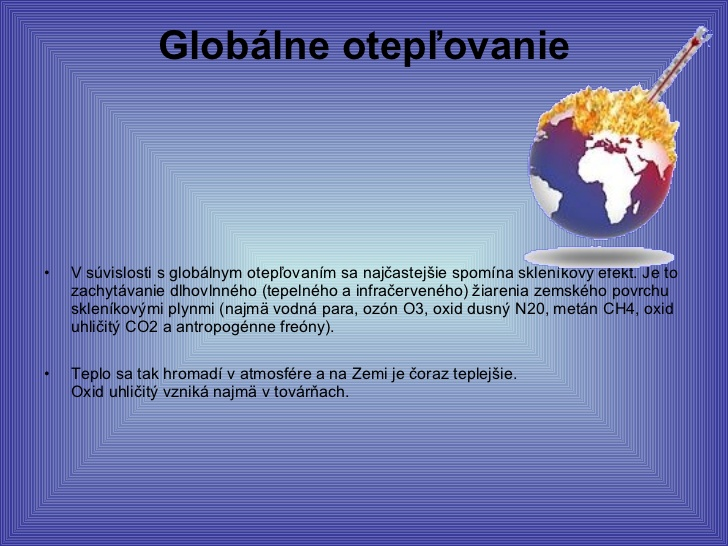 Globálne otepľovanie
• V súvislosti s globálnym otepľovaním sa najčastejšie spomína skleníkový efekt. Je to
zachytávanie dlhovlnného (tepelného a infračerveného) žiarenia zemského povrchu
skleníkovými plynmi (najmä vodná para, ozón O3, oxid dusný N20, metán CH4, oxid
uhličitý CO2 a antropogénne freóny).
• Teplo sa tak hromadí v atmosfére a na Zemi je čoraz teplejšie.
Oxid uhličitý vzniká najmä v továrňach.